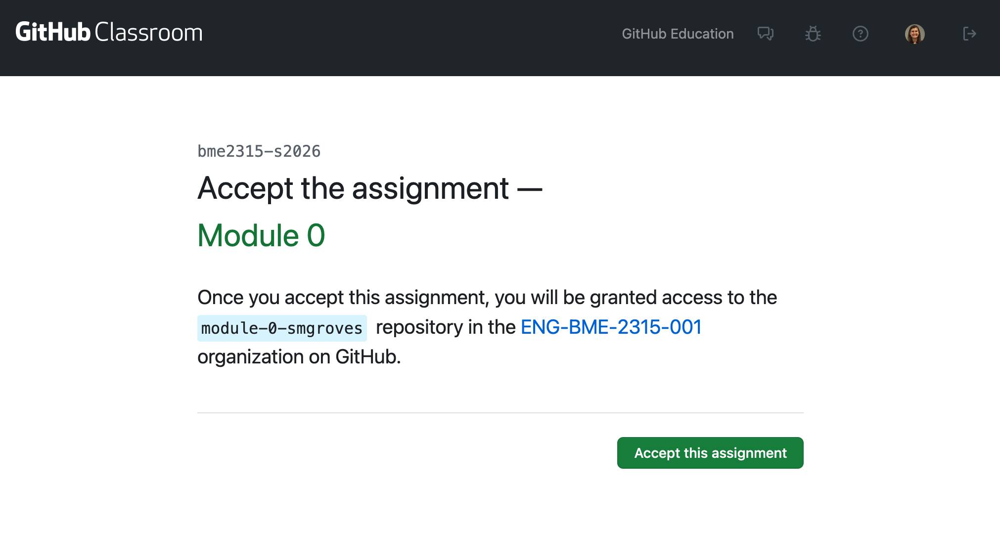 GitHub Classroom
GitHub Education
bme2315-s2026
Accept the assignment —
Module 0
Once you accept this assignment, you will be granted access to the
module-0-smgroves repository in the ENG-BME-2315-001
organization on GitHub.
Accept this assignment